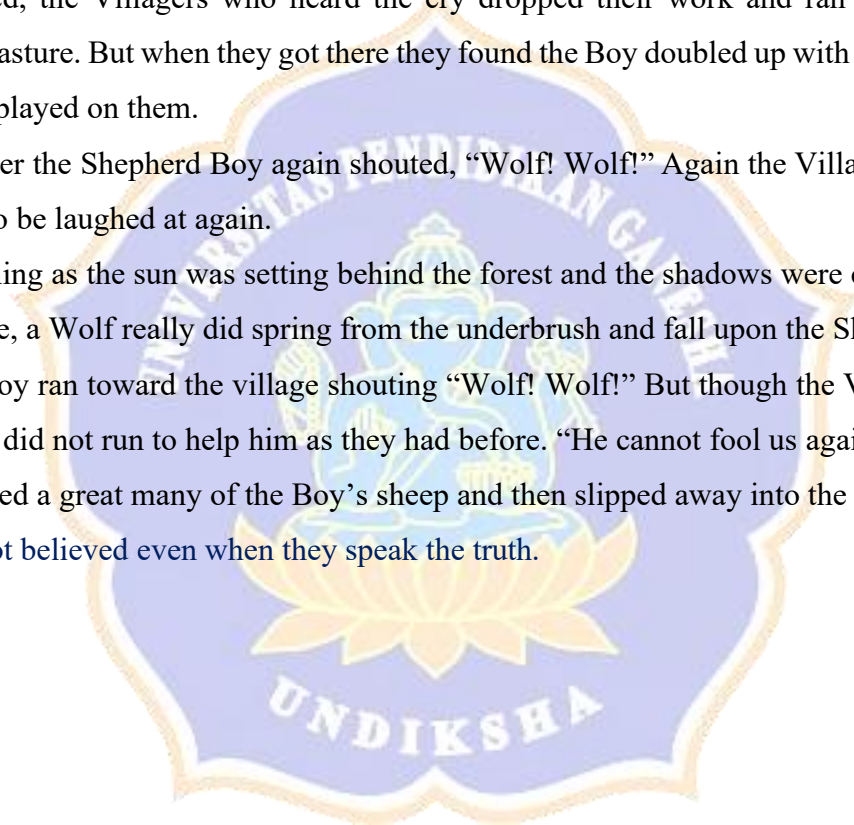 ed, the Villagers who heard the cry dropped their work and ran
asture. But when they got there they found the Boy doubled up with
played on them.
er the Shepherd Boy again shouted, “Wolf! Wolf!” Again the Villa
o be laughed at again.
ning as the sun was setting behind the forest and the shadows were
e, a Wolf really did spring from the underbrush and fall upon the Sh
oy ran toward the village shouting “Wolf! Wolf!” But though the V
did not run to help him as they had before. “He cannot fool us agai
ed a great many of the Boy’s sheep and then slipped away into the
ot believed even when they speak the truth.
UNIVERSITAS PENDIDIKAN GANESHA
UNDIKSHA